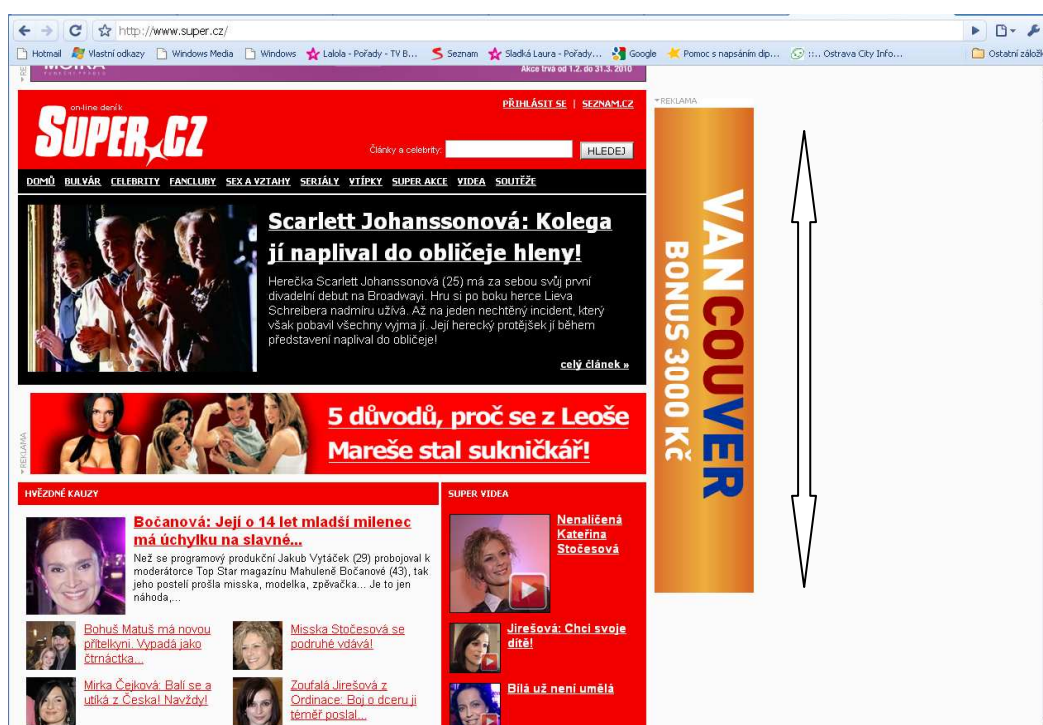 http://www.super.cz/
Hotmail Vlastní odkazy Windows Media Windows Lalola - Pořady - TV B... Seznam Sladká Laura - Pořady... Google Pomoc s napsáním dip... ::.. Ostrava City Info... Ostatní zálož
Akce trvá od 1.2. do 31.3. 2010
on-line deník
SUPER.CZ
PŘIHLÁSIT SE | SEZNAM.CZ
Články a celebrity: HLEDEJ
DOMŮ BULVÁR CELEBRITY FANCLUBY SEX A VZTAHY SERIÁLY VTÍPKY SUPER AKCE VIDEA SOUTĚŽE
Scarlett Johanssonová: Kolega
jí naplival do obličeje hleny!
Herečka Scarlett Johanssonová (25) má za sebou svůj první
divadelní debut na Broadwayi. Hru si po boku herce Lieva
Schreibera nadmíru užívá. Až na jeden nechtěný incident, který
však pobavil všechny vyjma jí. Její herecký protějšek jí během
představení naplival do obličeje!
celý článek »
REKLAMA
5 důvodů, proč se z Leoše
Mareše stal sukničkář!
HVĚZDNÉ KAUZY
Bočanová: Její o 14 let mladší milenec
má úchylku na slavné...
Než se programový produkční Jakub Vytáček (29) probojoval k
moderátorce Top Star magazínu Mahuleně Bočanové (43), tak
jeho postelí prošla misska, modelka, zpěvačka... Je to jen
náhoda,...
Bohuš Matuš má novou
přítelkyni. Vypadá jako
čtrnáctka...
Misska Stočesová se
podruhé vdává!
Mirka Čejková: Balí se a
utíká z Česka! Navždy!
Zoufalá Jirešová z
Ordinace: Boj o dceru ji
téměř poslal...
SUPER VIDEA
Nenalíčená
Kateřina
Stočesová
Jirešová: Chci svoje
dítě!
Bílá už není umělá
REKLAMA
VANCOUVER
BONUS 3000 KČ